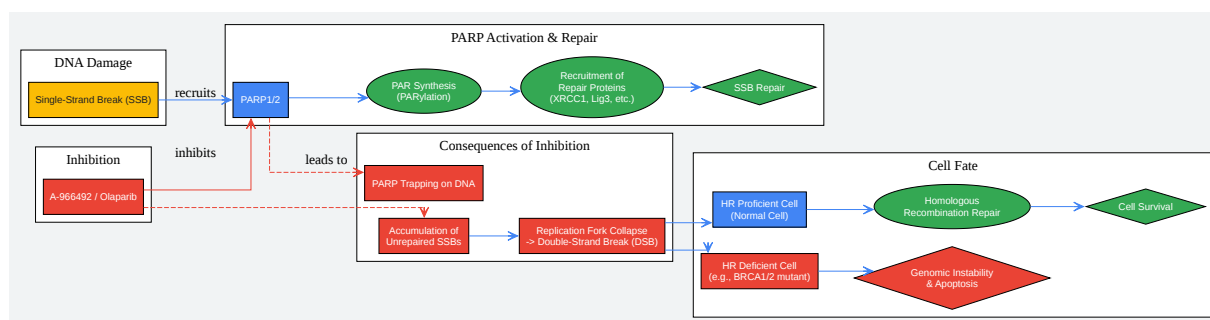 PARP Activation & Repair
DNA Damage
Single-Strand Break (SSB)
recruits
PARP1/2
PAR Synthesis
(PARylation)
Recruitment of
Repair Proteins
(XRCC1, Lig3, etc.)
SSB Repair
Inhibition
A-966492 / Olaparib
inhibits
leads to
Consequences of Inhibition
PARP Trapping on DNA
Accumulation of
Unrepaired SSBs
Replication Fork Collapse
-> Double-Strand Break (DSB)
Cell Fate
HR Proficient Cell
(Normal Cell)
Homologous
Recombination Repair
Cell Survival
HR Deficient Cell
(e.g., BRCA1/2 mutant)
Genomic Instability
& Apoptosis